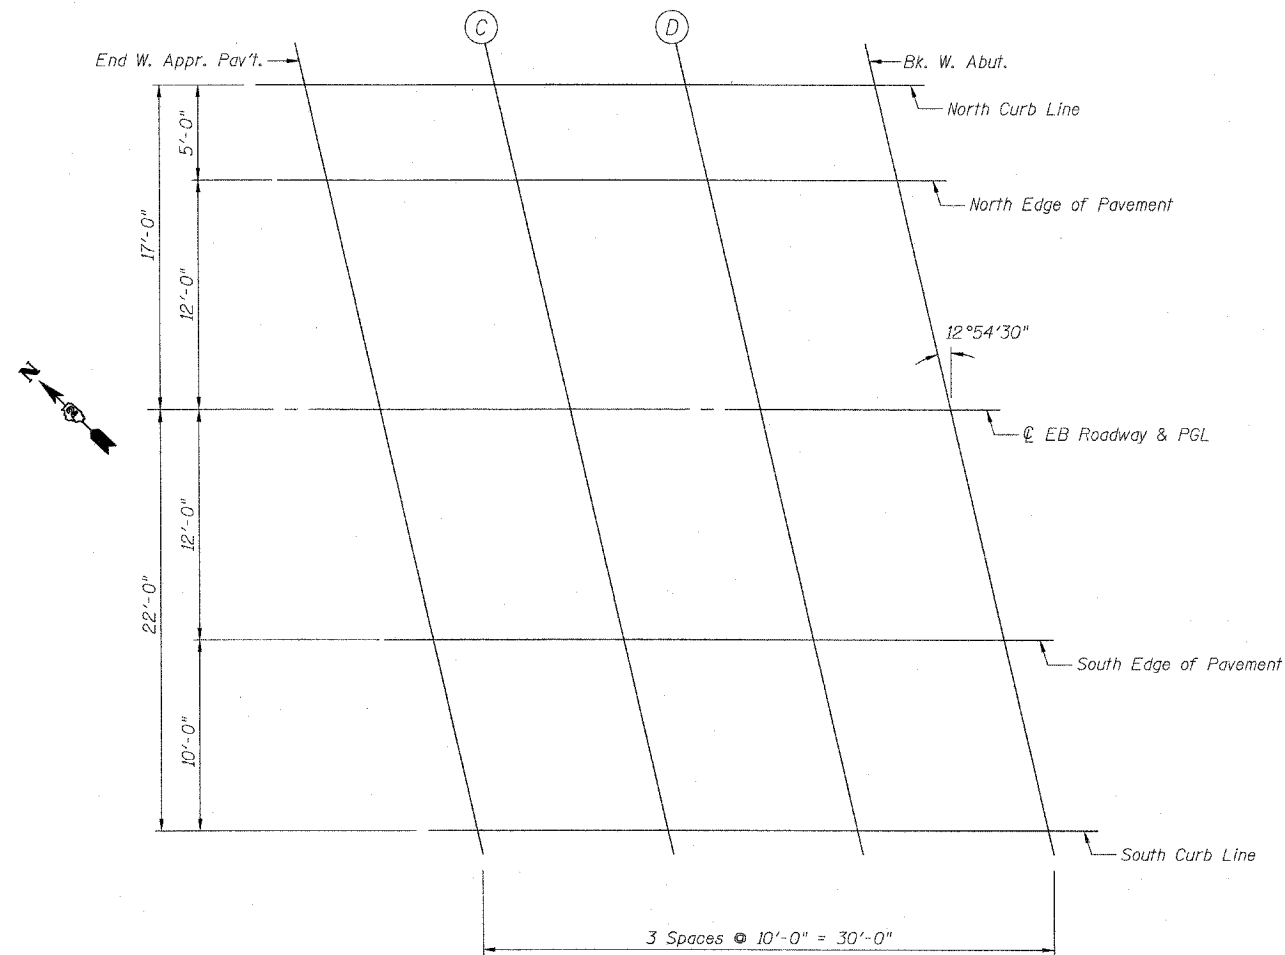 C
D
End W. Appr. Pav't.
Bk. W. Abut.
North Curb Line
5'-0"
North Edge of Pavement
17'-0"
12'-0"
12°54'30"
N
℄ EB Roadway & PGL
12'-0"
22'-0"
South Edge of Pavement
10'-0"
South Curb Line
3 Spaces @ 10'-0" = 30'-0"